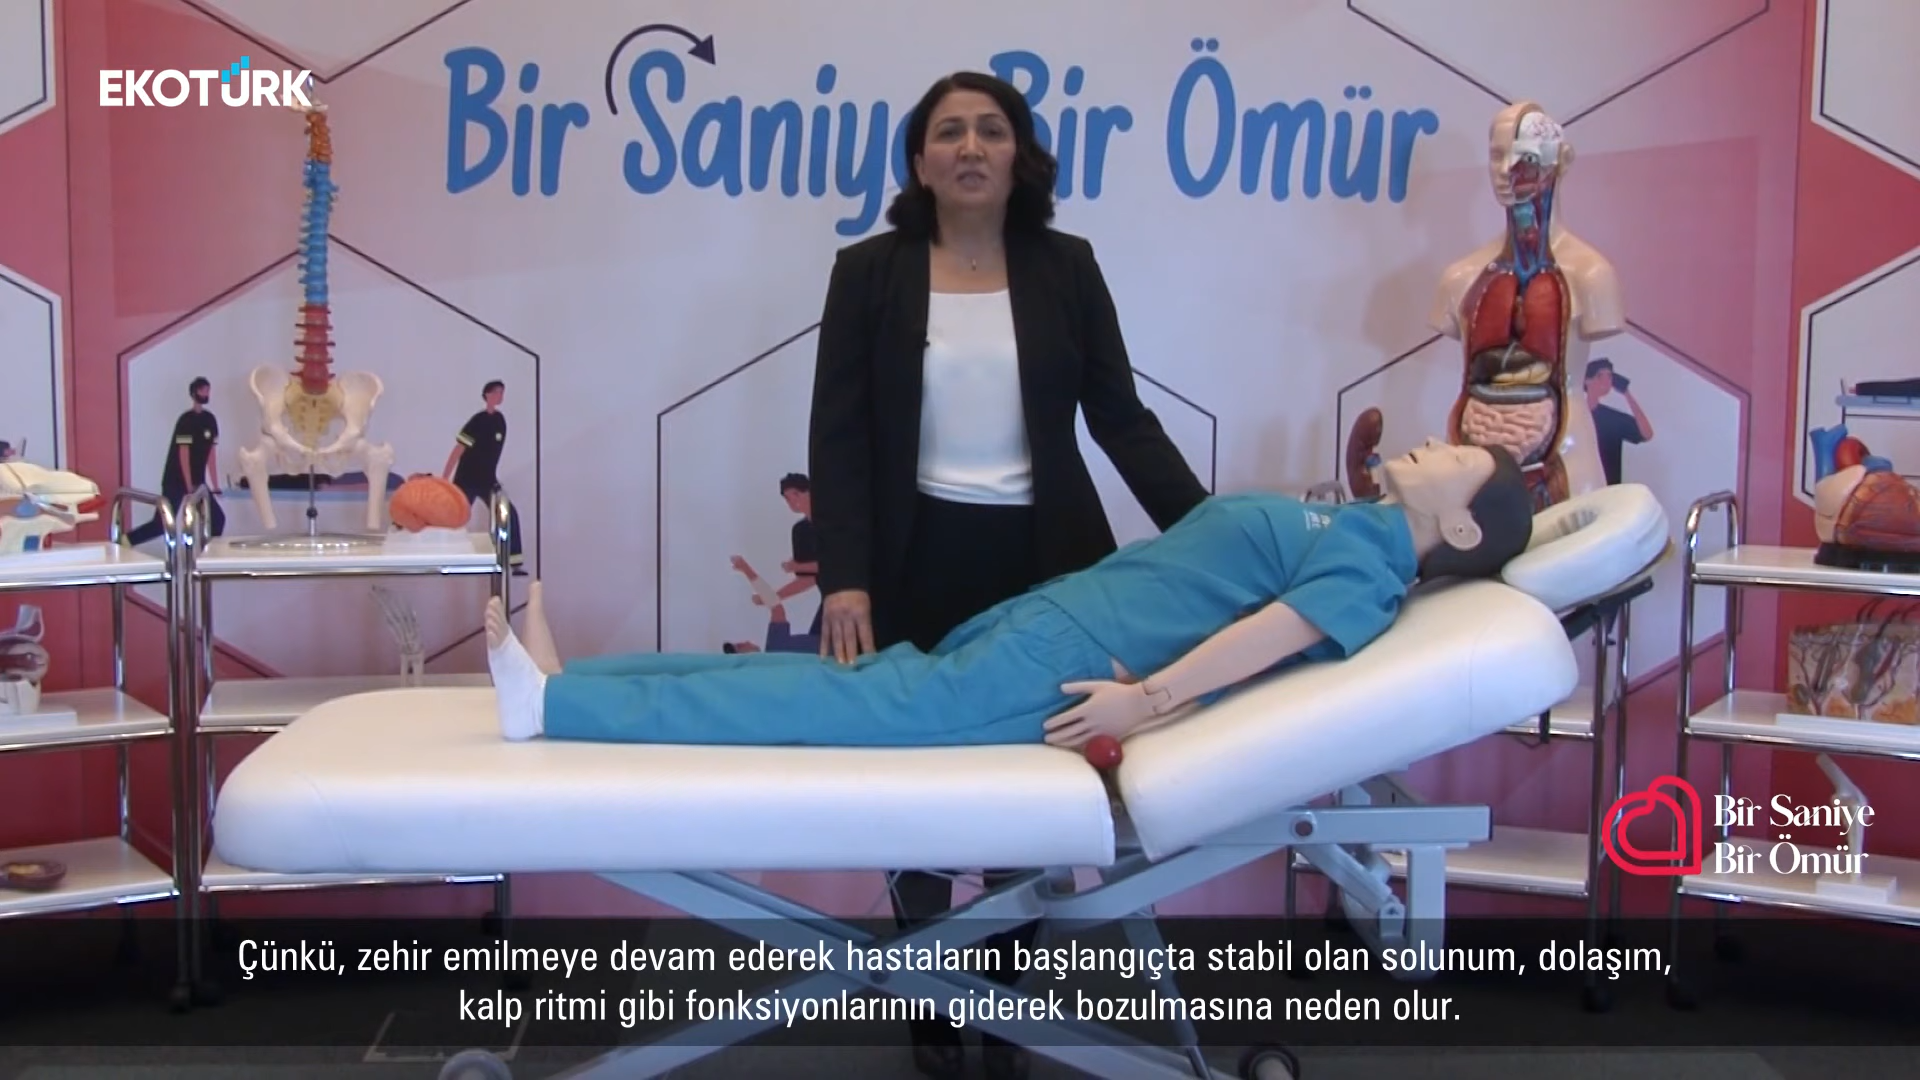 EKOTÜRK
Bir Saniye Bir Ömür
Bir Saniye
Bir Ömür
Çünkü, zehir emilmeye devam ederek hastaların başlangıçta stabil olan solunum, dolaşım,
kalp ritmi gibi fonksiyonlarının giderek bozulmasına neden olur.